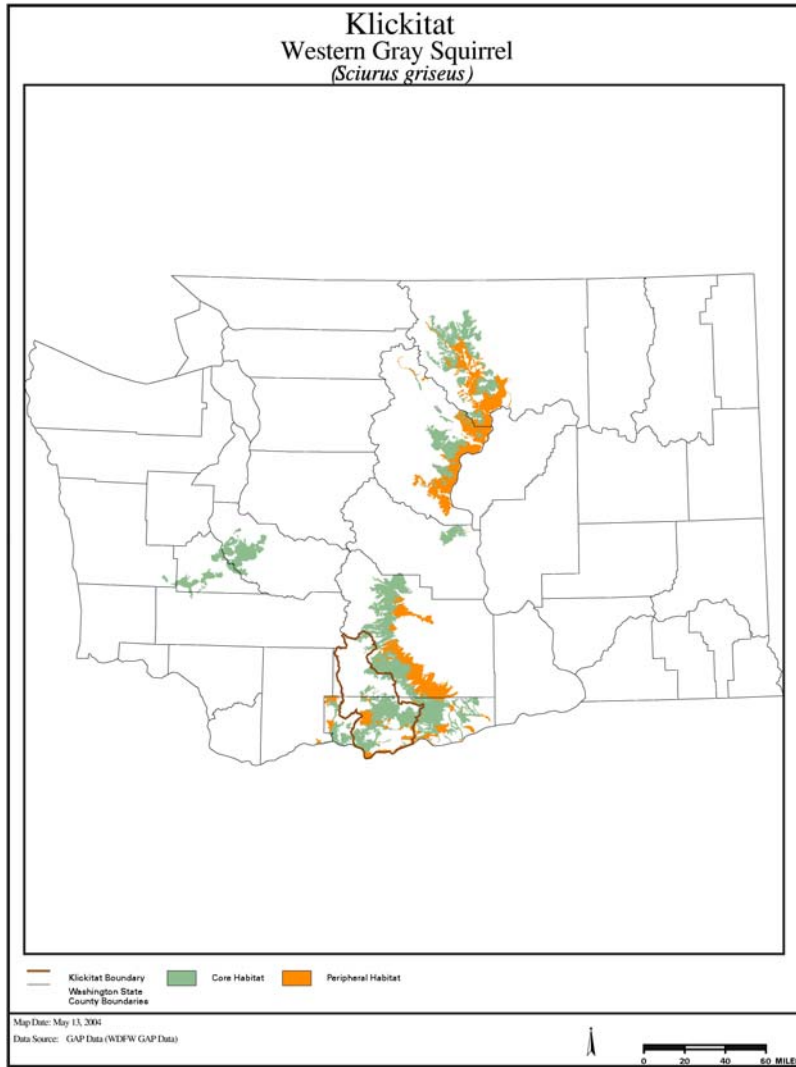 Klickitat
Western Gray Squirrel
(Sciurus griseus)
Klickitat Boundary
Washington State
County Boundaries
Core Habitat
Peripheral Habitat
Map Date: May 13, 2004
Data Source: GAP Data (WDFW GAP Data)
0 20 40 60 MILES